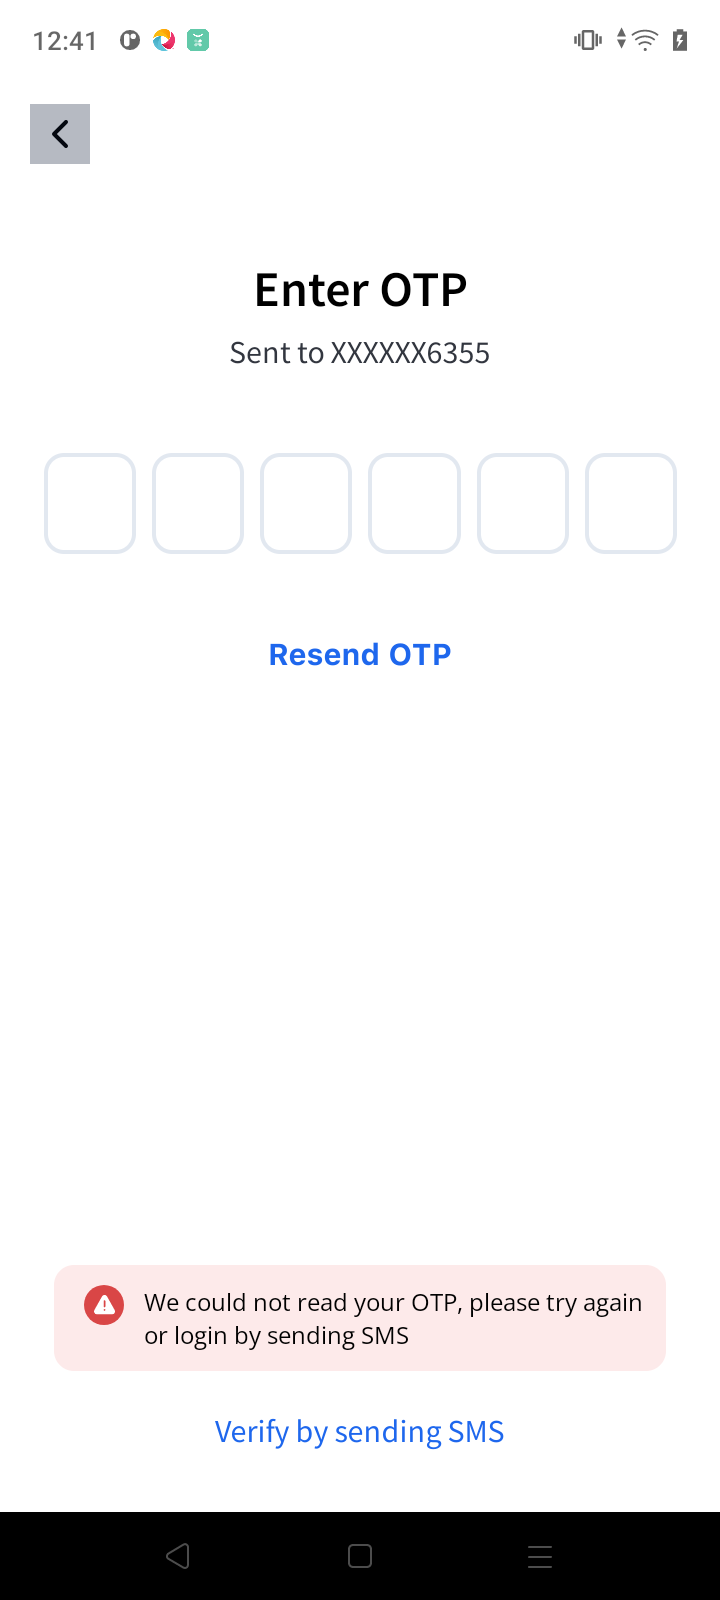 12:41
Enter OTP
Sent to XXXXXX6355
Resend OTP
We could not read your OTP, please try again
or login by sending SMS
Verify by sending SMS